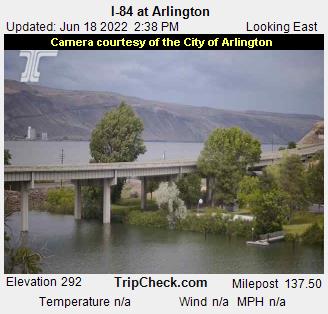 I-84 at Arlington
Updated: Jun 18 2022 2:38 PM Looking East
Camera courtesy of the City of Arlington
Elevation 292 TripCheck.com Milepost 137.50
Temperature n/a Wind n/a MPH n/a